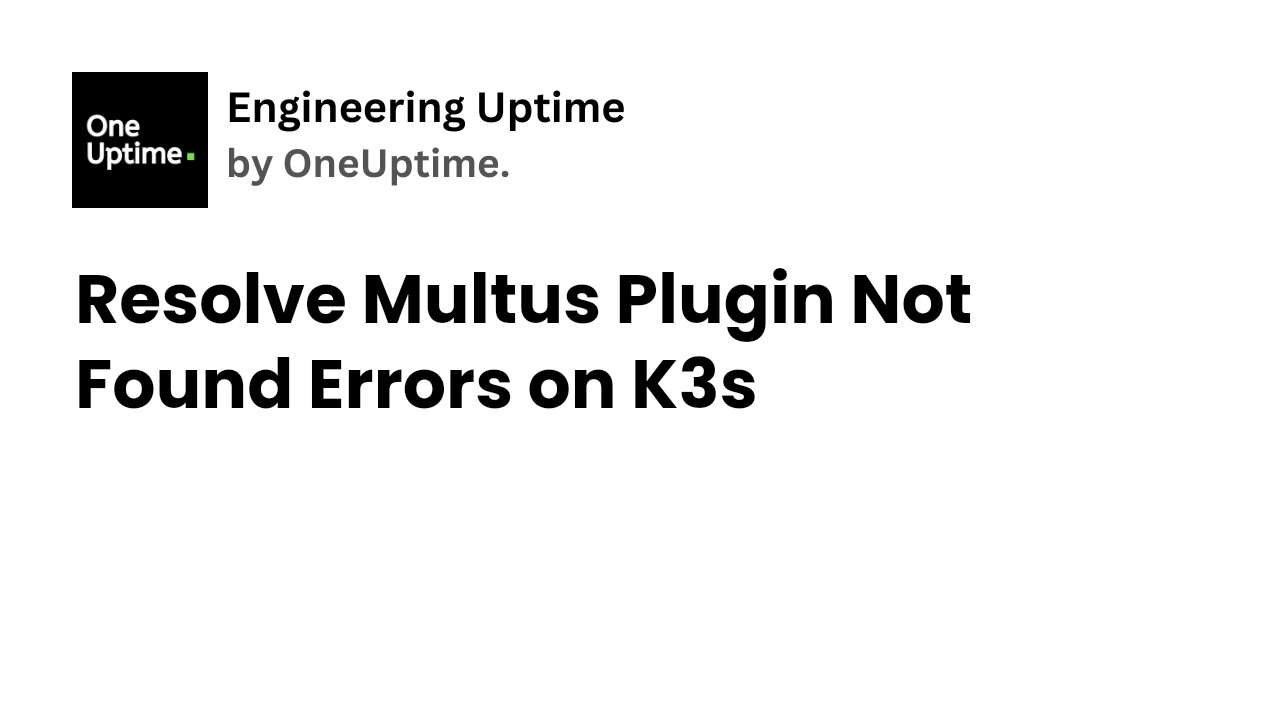 One
Uptime
Engineering Uptime
by OneUptime.
Resolve Multus Plugin Not
Found Errors on K3s